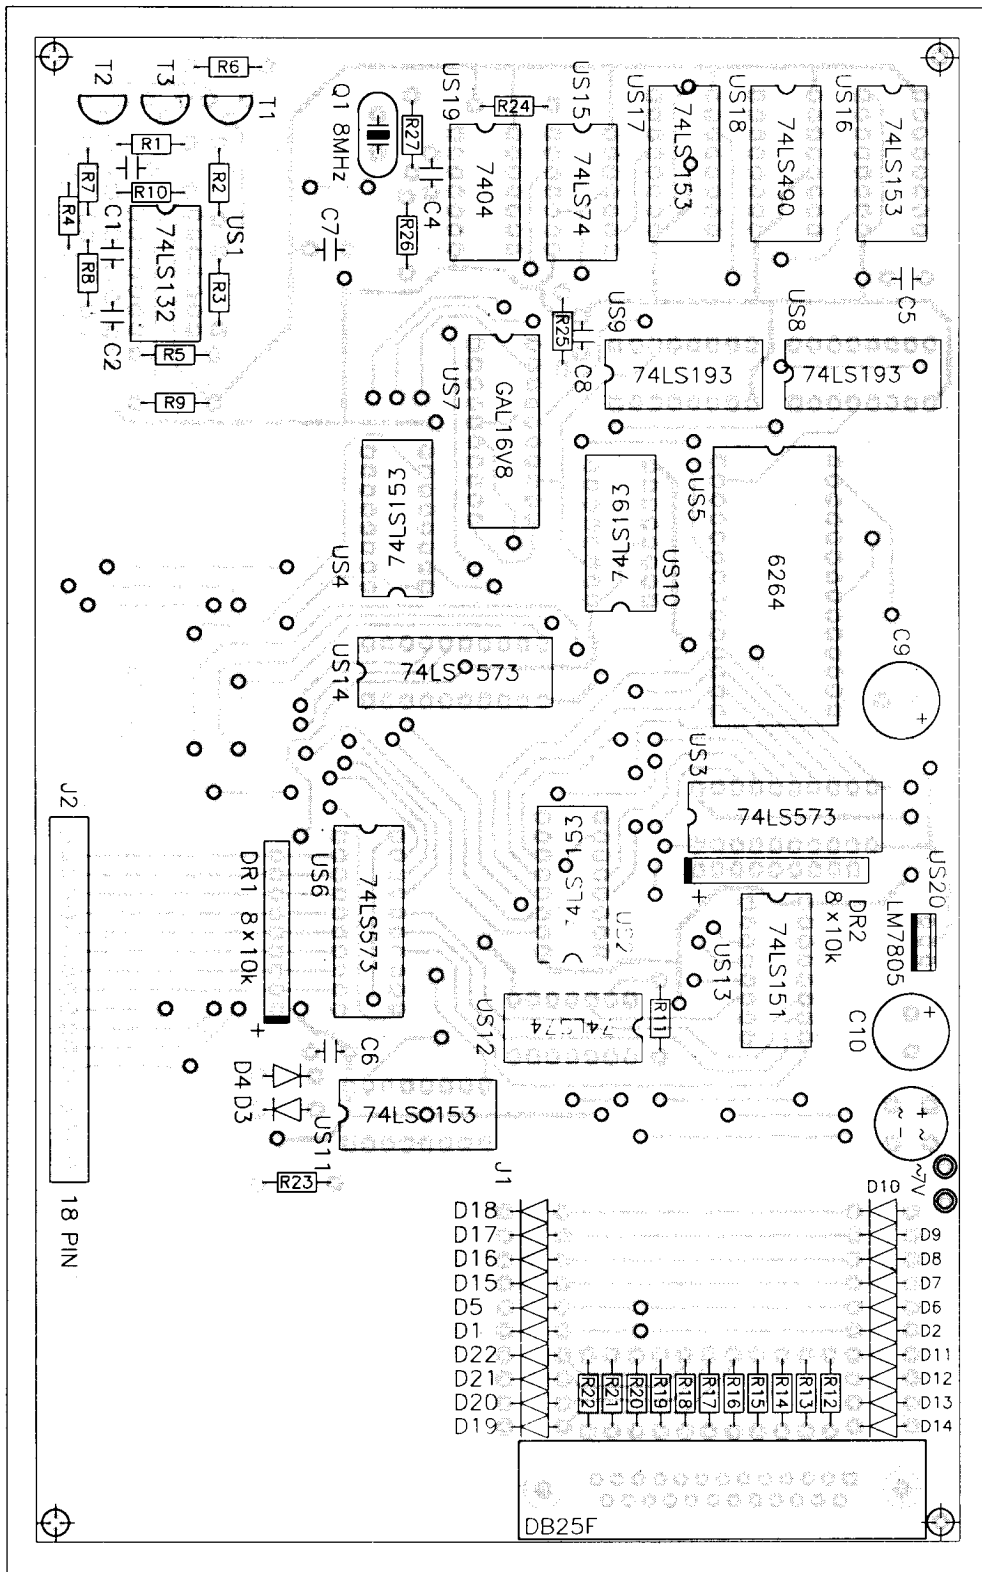 R6
T2
T3
T1
R1
R7
R10
R2
R4
C1
74LS132
US1
R8
R3
C2
R5
R9
Q1 8MHz
R27
C4
R26
C7
US19
7404
R24
US15
74LS74
US17
74LS153
US18
74LS490
US16
74LS153
C5
R25
C8
US9
74LS193
US8
74LS193
US7
GAL16V8
74LS153
US4
74LS193
US10
US5
6264
C9
+
US14
74LS 573
US3
74LS573
+
8x10k
DR2
US20
LM7805
J2
18 PIN
DR1 8x10k
+
US6
74LS573
74LS153
US2
US13
74LS151
C10
+
US12
74LS74
R11
C6
D4
D3
US11
74LS153
R23
+ ~
~ -
~7V
J1
D18
D17
D16
D15
D5
D1
D22
D21
D20
D19
D10
D9
D8
D7
D6
D2
D11
D12
D13
D14
R22
R21
R20
R19
R18
R17
R16
R15
R14
R13
R12
DB25F